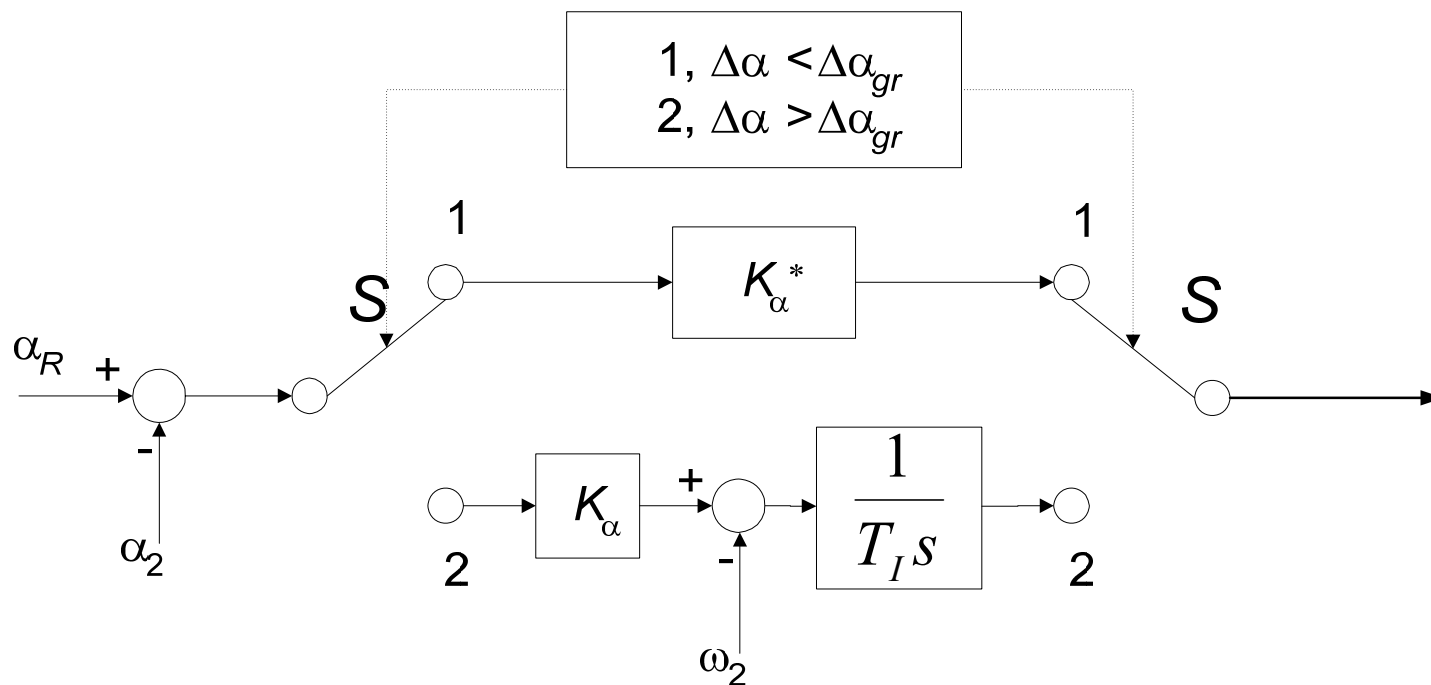 1, Δα < Δα_gr
2, Δα > Δα_gr
1
1
S
K_α*
S
α_R
+
-
α_2
2
K_α
+
-
ω_2
1
T_I s
2